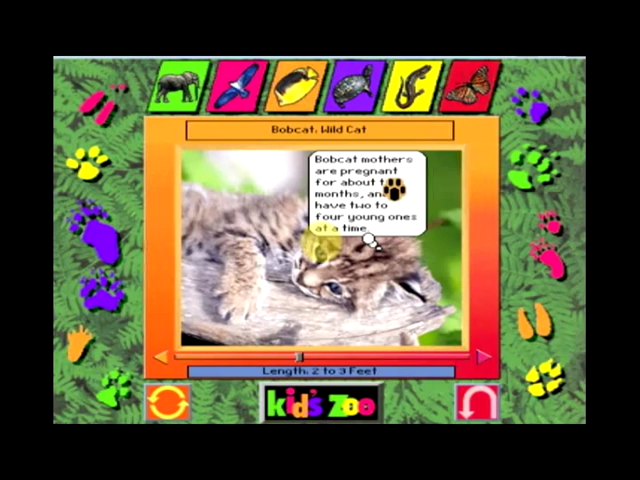 Bobcat: Wild Cat
Bobcat mothers
are pregnant
for about
months, and
have two to
four young ones
at a time.
Length: 2 to 3 Feet
kid's Zoo